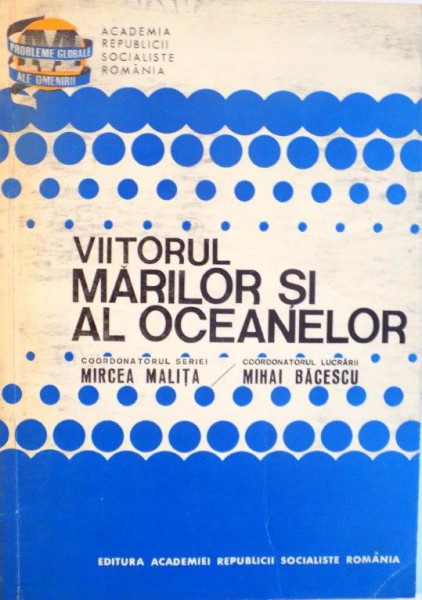 PROBLEME GLOBALE
ALE OMENIRII
ACADEMIA
REPUBLICII
SOCIALISTE
ROMÂNIA
VIITORUL
MĂRILOR ȘI
AL OCEANELOR
COORDONATORUL SERIEI
MIRCEA MALIȚA
COORDONATORUL LUCRĂRII
MIHAI BĂCESCU
EDITURA ACADEMIEI REPUBLICII SOCIALISTE ROMÂNIA